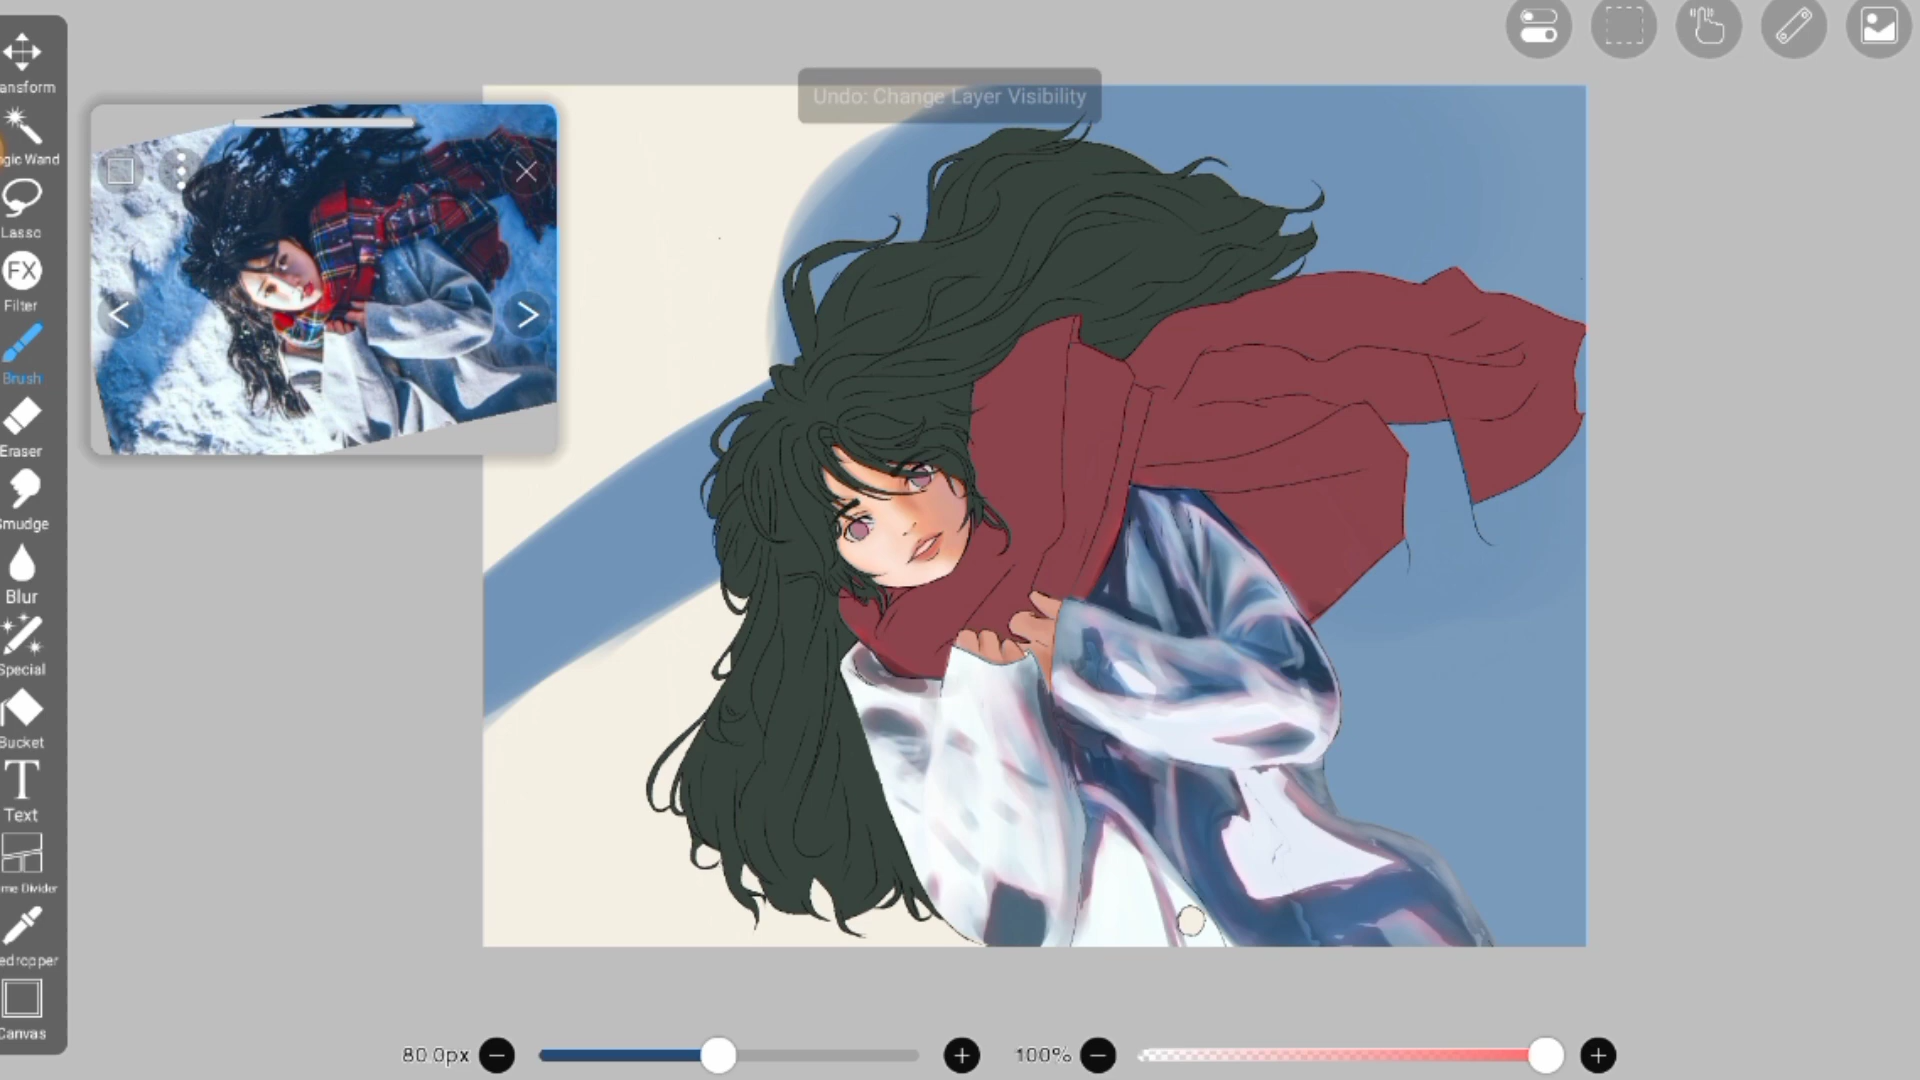 Undo: Change Layer Visibility
ansform
gic Wand
Lasso
FX
Filter
Brush
Eraser
Smudge
Blur
Special
Bucket
T
Text
me Divider
edropper
Canvas
80.0px
100%